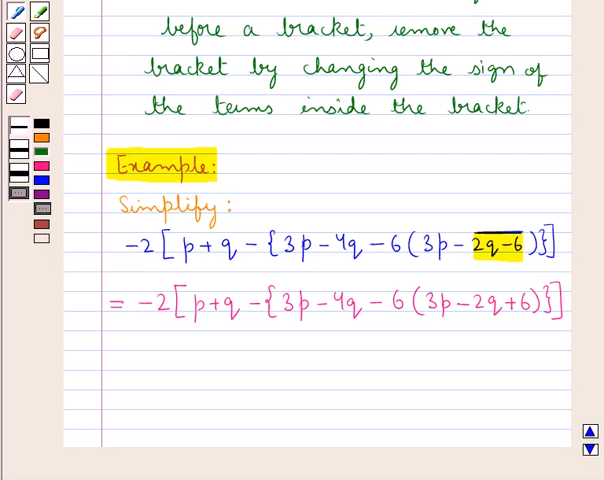 before a bracket, remove the
bracket by changing the sign of
the terms inside the bracket.
Example:
Simplify:
-2[p+q-{3p-4q-6(3p-\overline{2q-6})}]
= -2[p+q-{3p-4q-6(3p-2q+6)}]